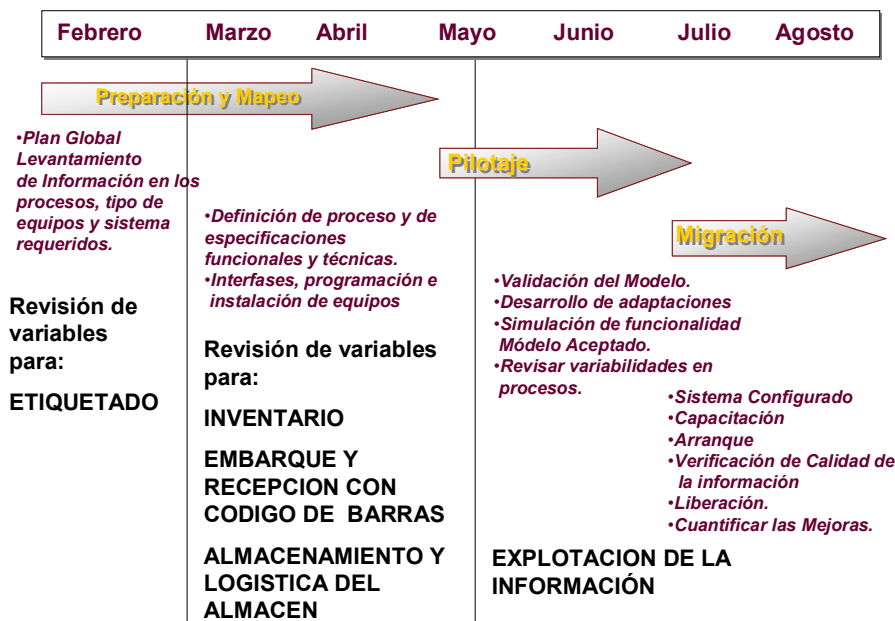 Febrero Marzo Abril Mayo Junio Julio Agosto
Preparación y Mapeo
•Plan Global
Levantamiento
de Información en los
procesos, tipo de
equipos y sistema
requeridos.
Revisión de
variables
para:
ETIQUETADO
•Definición de proceso y de
especificaciones
funcionales y técnicas.
•Interfases, programación e
instalación de equipos
Revisión de variables
para:
INVENTARIO
EMBARQUE Y
RECEPCION CON
CODIGO DE BARRAS
ALMACENAMIENTO Y
LOGISTICA DEL
ALMACEN
Pilotaje
•Validación del Modelo.
•Desarrollo de adaptaciones
•Simulación de funcionalidad
Módelo Aceptado.
•Revisar variabilidades en
procesos.
Migración
•Sistema Configurado
•Capacitación
•Arranque
•Verificación de Calidad de
la información
•Liberación.
•Cuantificar las Mejoras.
EXPLOTACION DE LA
INFORMACIÓN